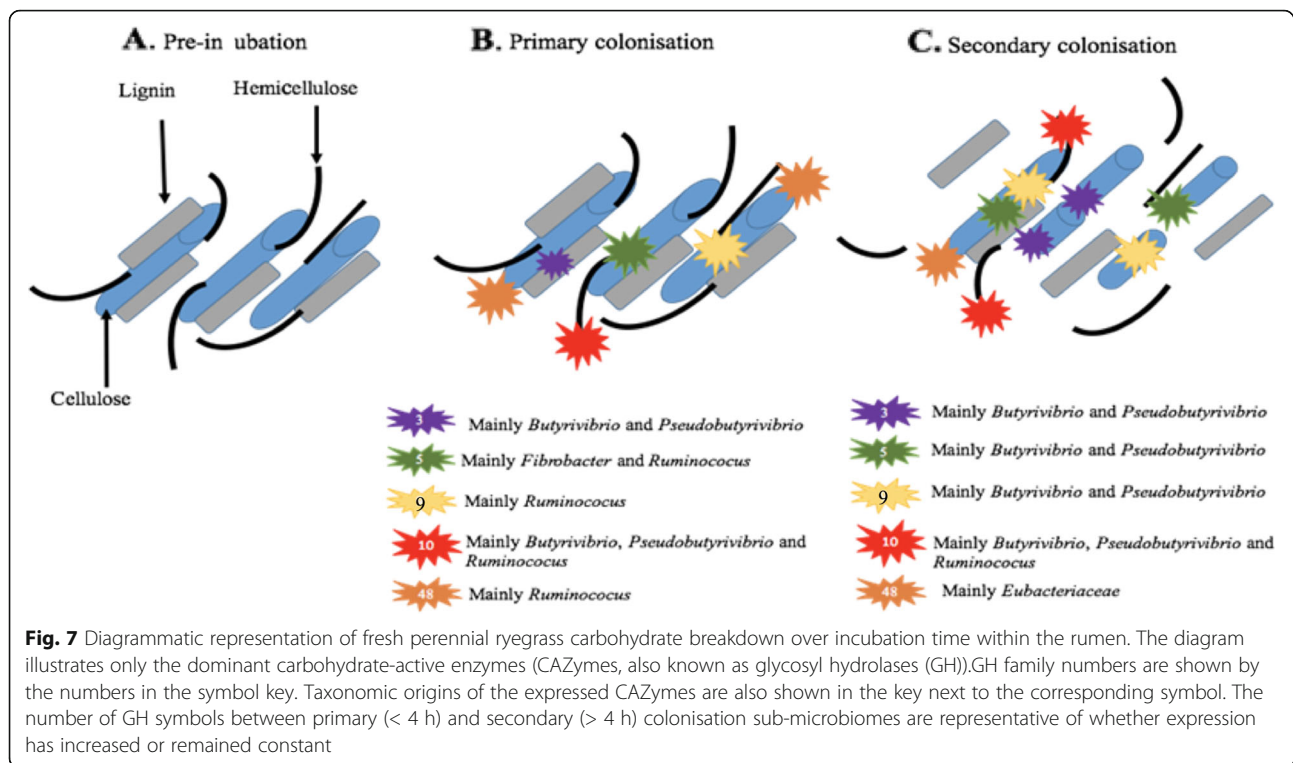 A. Pre-in ubation
B. Primary colonisation
C. Secondary colonisation
Lignin
Hemicellulose
Cellulose
3 Mainly Butyrivibrio and Pseudobutyrivibrio
5 Mainly Fibrobacter and Ruminococus
9 Mainly Ruminococus
10 Mainly Butyrivibrio, Pseudobutyrivibrio and
Ruminococus
48 Mainly Ruminococus
3 Mainly Butyrivibrio and Pseudobutyrivibrio
5 Mainly Butyrivibrio and Pseudobutyrivibrio
9 Mainly Butyrivibrio and Pseudobutyrivibrio
10 Mainly Butyrivibrio, Pseudobutyrivibrio and
Ruminococus
48 Mainly Eubacteriaceae
Fig. 7 Diagrammatic representation of fresh perennial ryegrass carbohydrate breakdown over incubation time within the rumen. The diagram
illustrates only the dominant carbohydrate-active enzymes (CAZymes, also known as glycosyl hydrolases (GH)).GH family numbers are shown by
the numbers in the symbol key. Taxonomic origins of the expressed CAZymes are also shown in the key next to the corresponding symbol. The
number of GH symbols between primary (< 4 h) and secondary (> 4 h) colonisation sub-microbiomes are representative of whether expression
has increased or remained constant